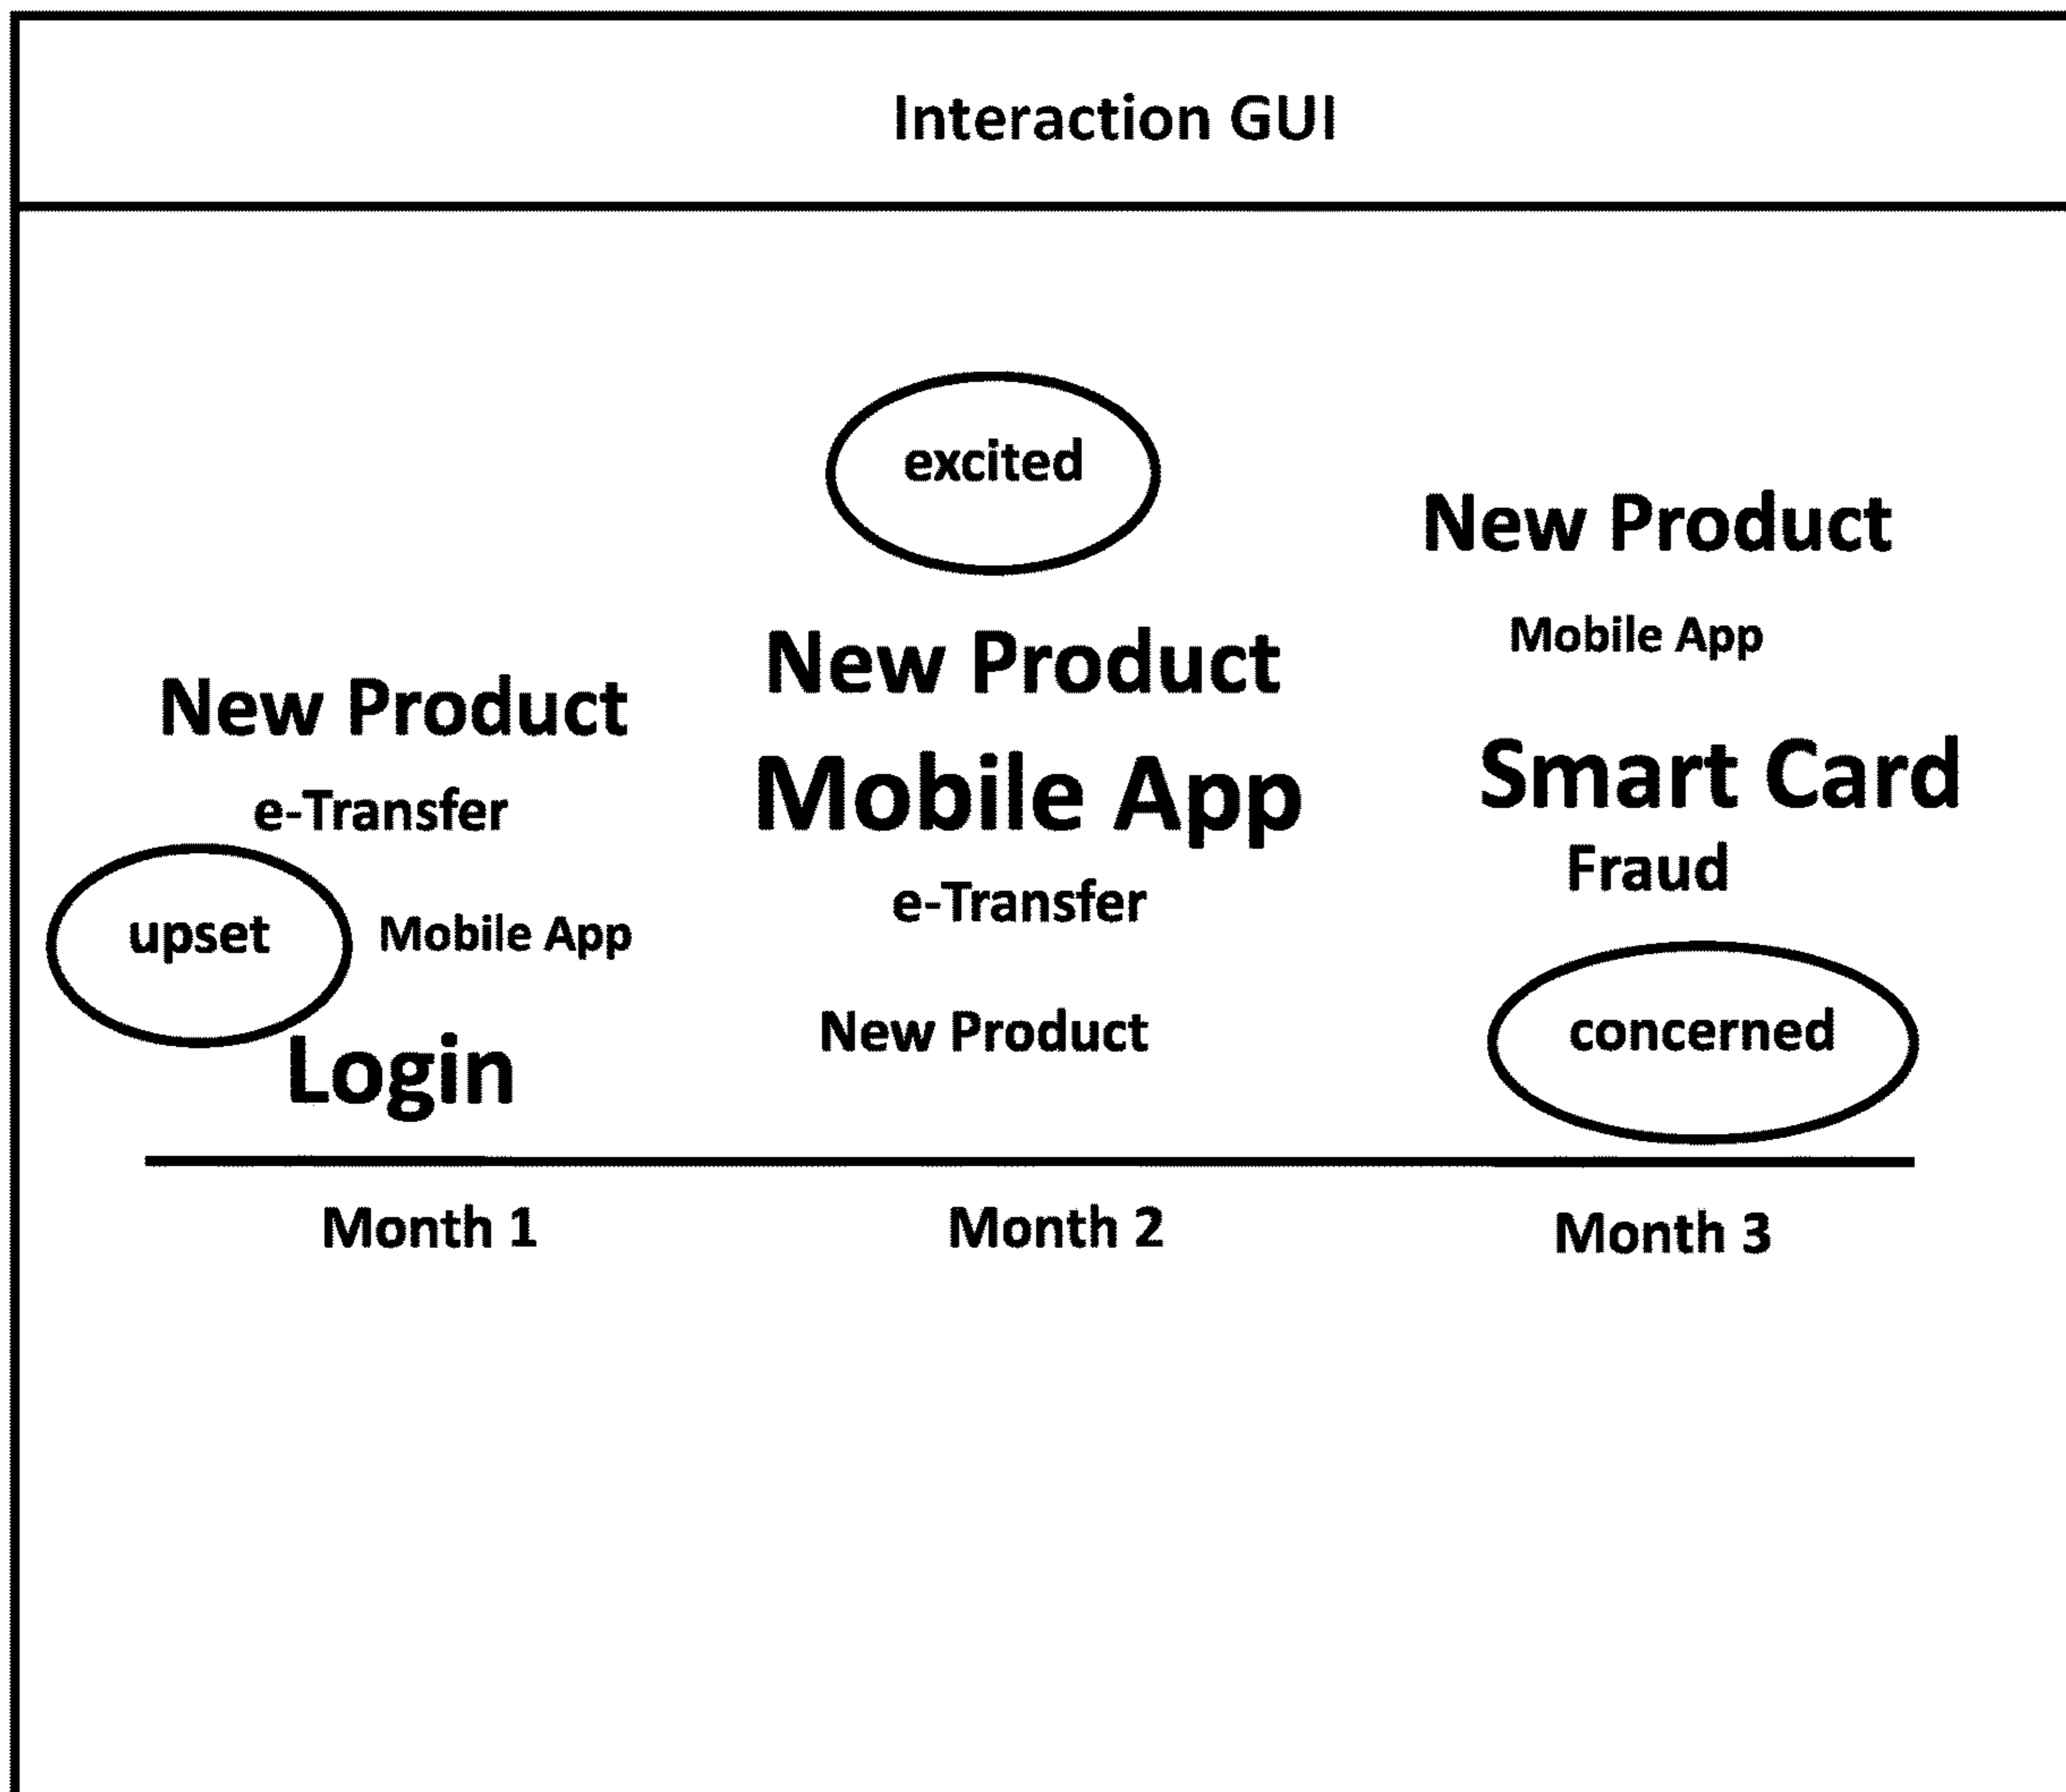 Interaction GUI
New Product
e-Transfer
upset
Mobile App
Login
Month 1
excited
New Product
Mobile App
e-Transfer
New Product
Month 2
New Product
Mobile App
Smart Card
Fraud
concerned
Month 3